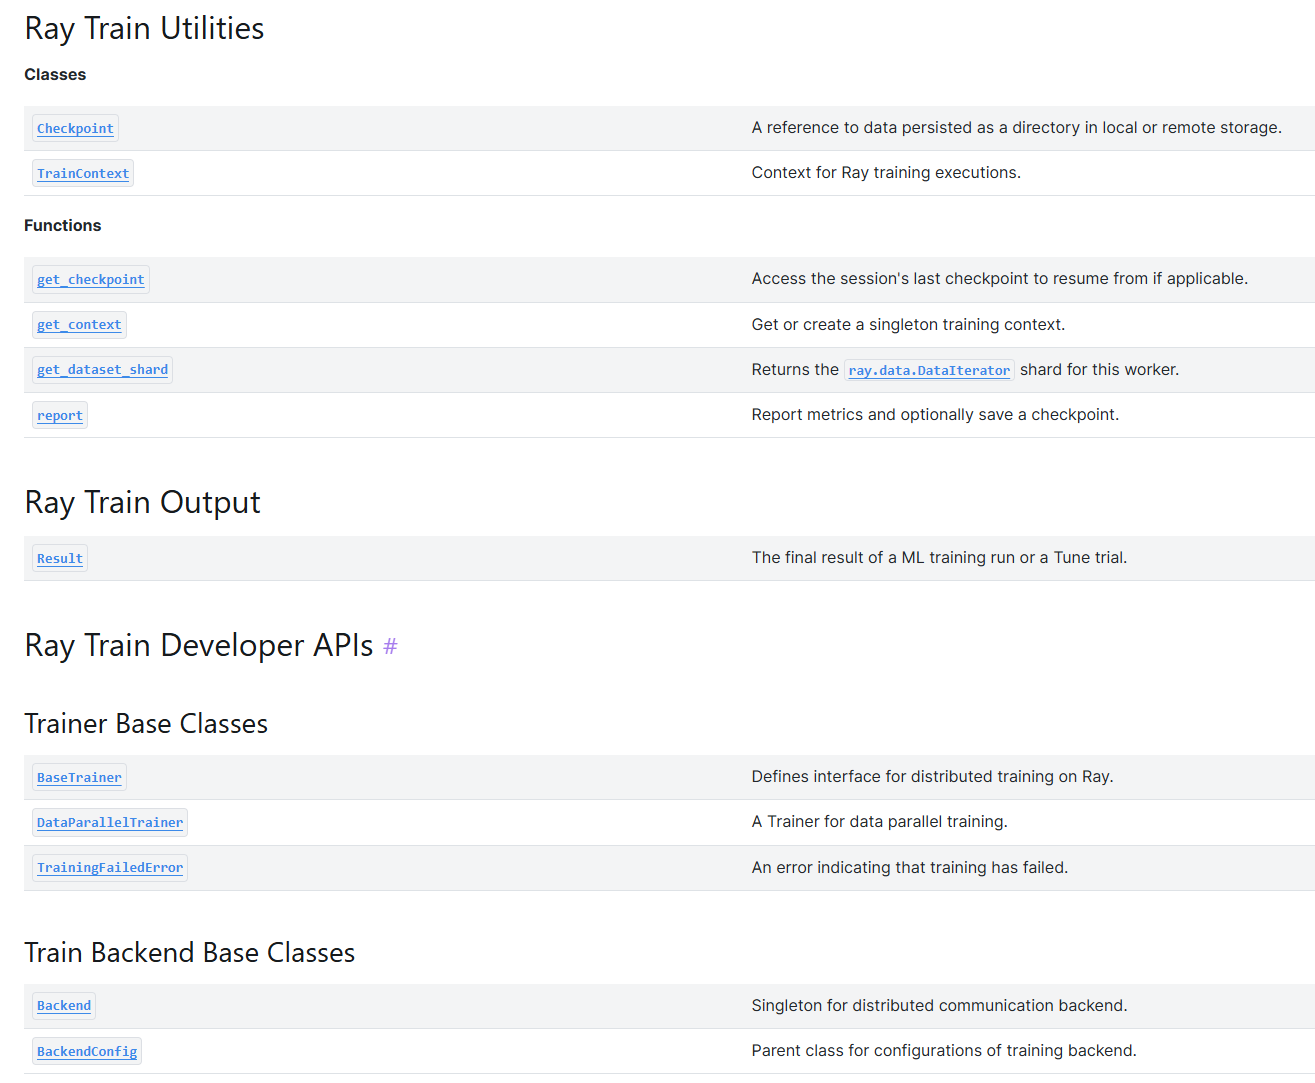 Ray Train Utilities
Classes
Checkpoint A reference to data persisted as a directory in local or remote storage.
TrainContext Context for Ray training executions.
Functions
get_checkpoint Access the session's last checkpoint to resume from if applicable.
get_context Get or create a singleton training context.
get_dataset_shard Returns the ray.data.DataIterator shard for this worker.
report Report metrics and optionally save a checkpoint.
Ray Train Output
Result The final result of a ML training run or a Tune trial.
Ray Train Developer APIs #
Trainer Base Classes
BaseTrainer Defines interface for distributed training on Ray.
DataParallelTrainer A Trainer for data parallel training.
TrainingFailedError An error indicating that training has failed.
Train Backend Base Classes
Backend Singleton for distributed communication backend.
BackendConfig Parent class for configurations of training backend.